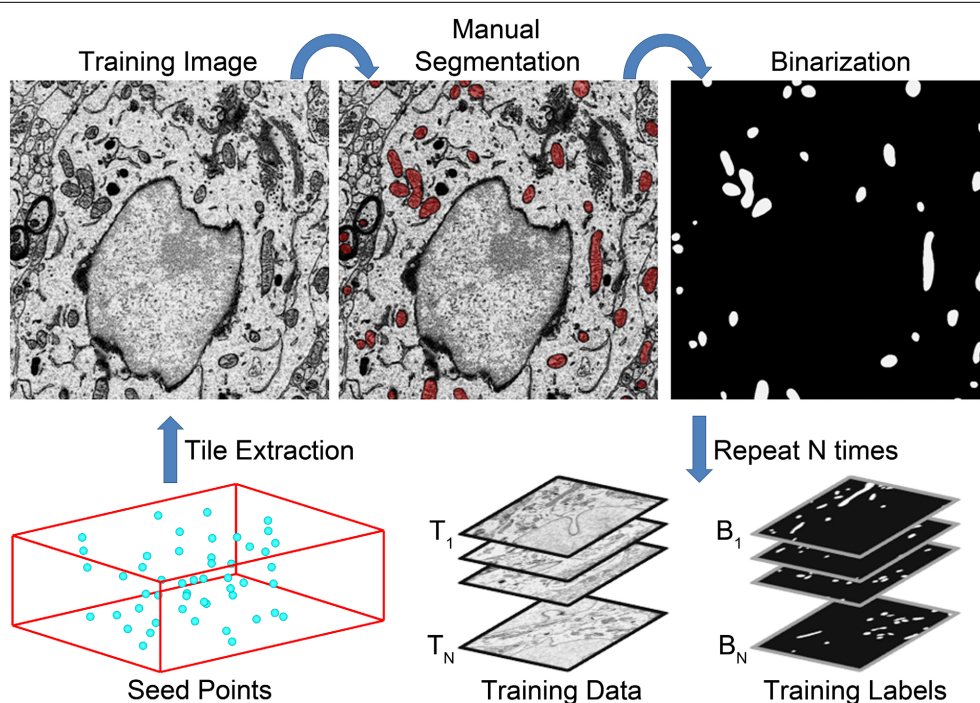 Training Image
Manual
Segmentation
Binarization
Tile Extraction
Repeat N times
T1
TN
B1
BN
Seed Points
Training Data
Training Labels